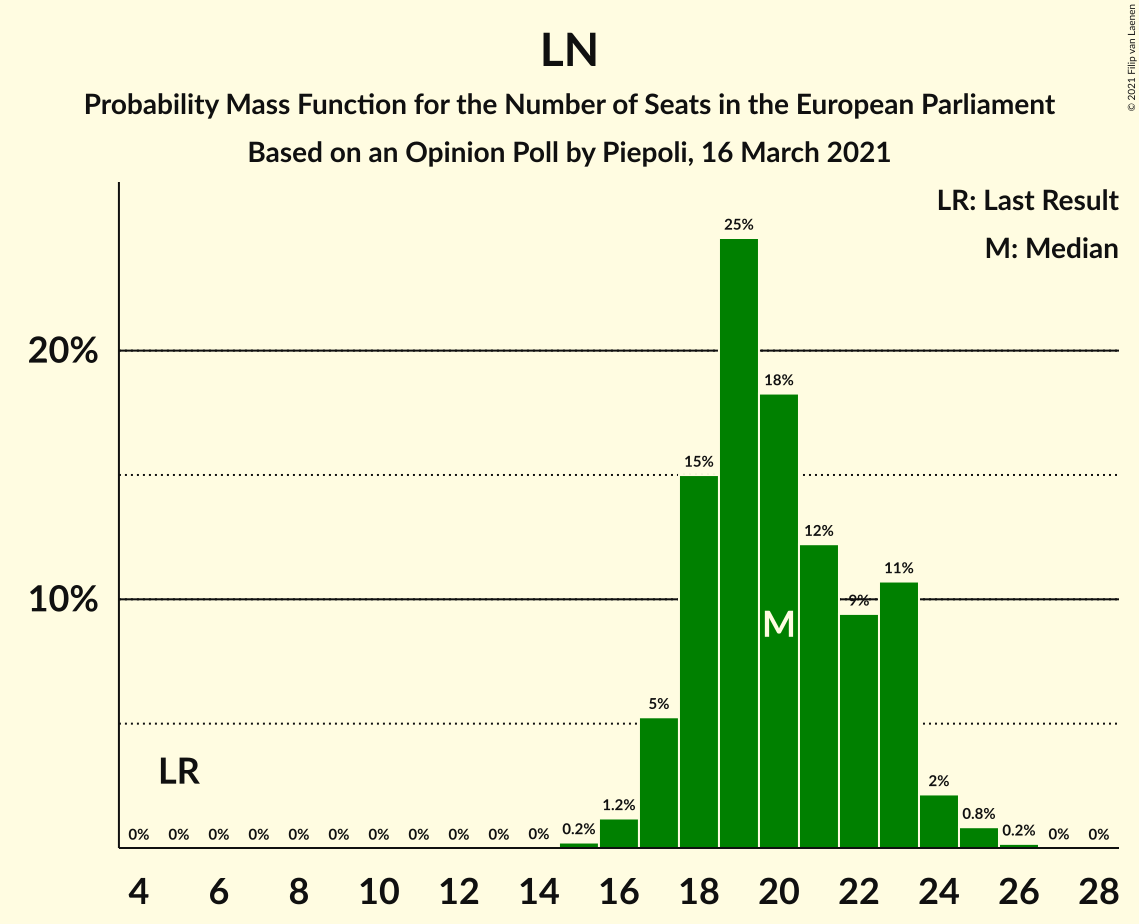 LN
Probability Mass Function for the Number of Seats in the European Parliament
Based on an Opinion Poll by Piepoli, 16 March 2021
© 2021 Filip van Laenen
LR: Last Result
M: Median
20%
10%
0% 0% 0% 0% 0% 0% 0% 0% 0% 0% 0% 0.2% 1.2% 5% 15% 25% 18% 12% 9% 11% 2% 0.8% 0.2% 0% 0%
LR
M
4 6 8 10 12 14 16 18 20 22 24 26 28